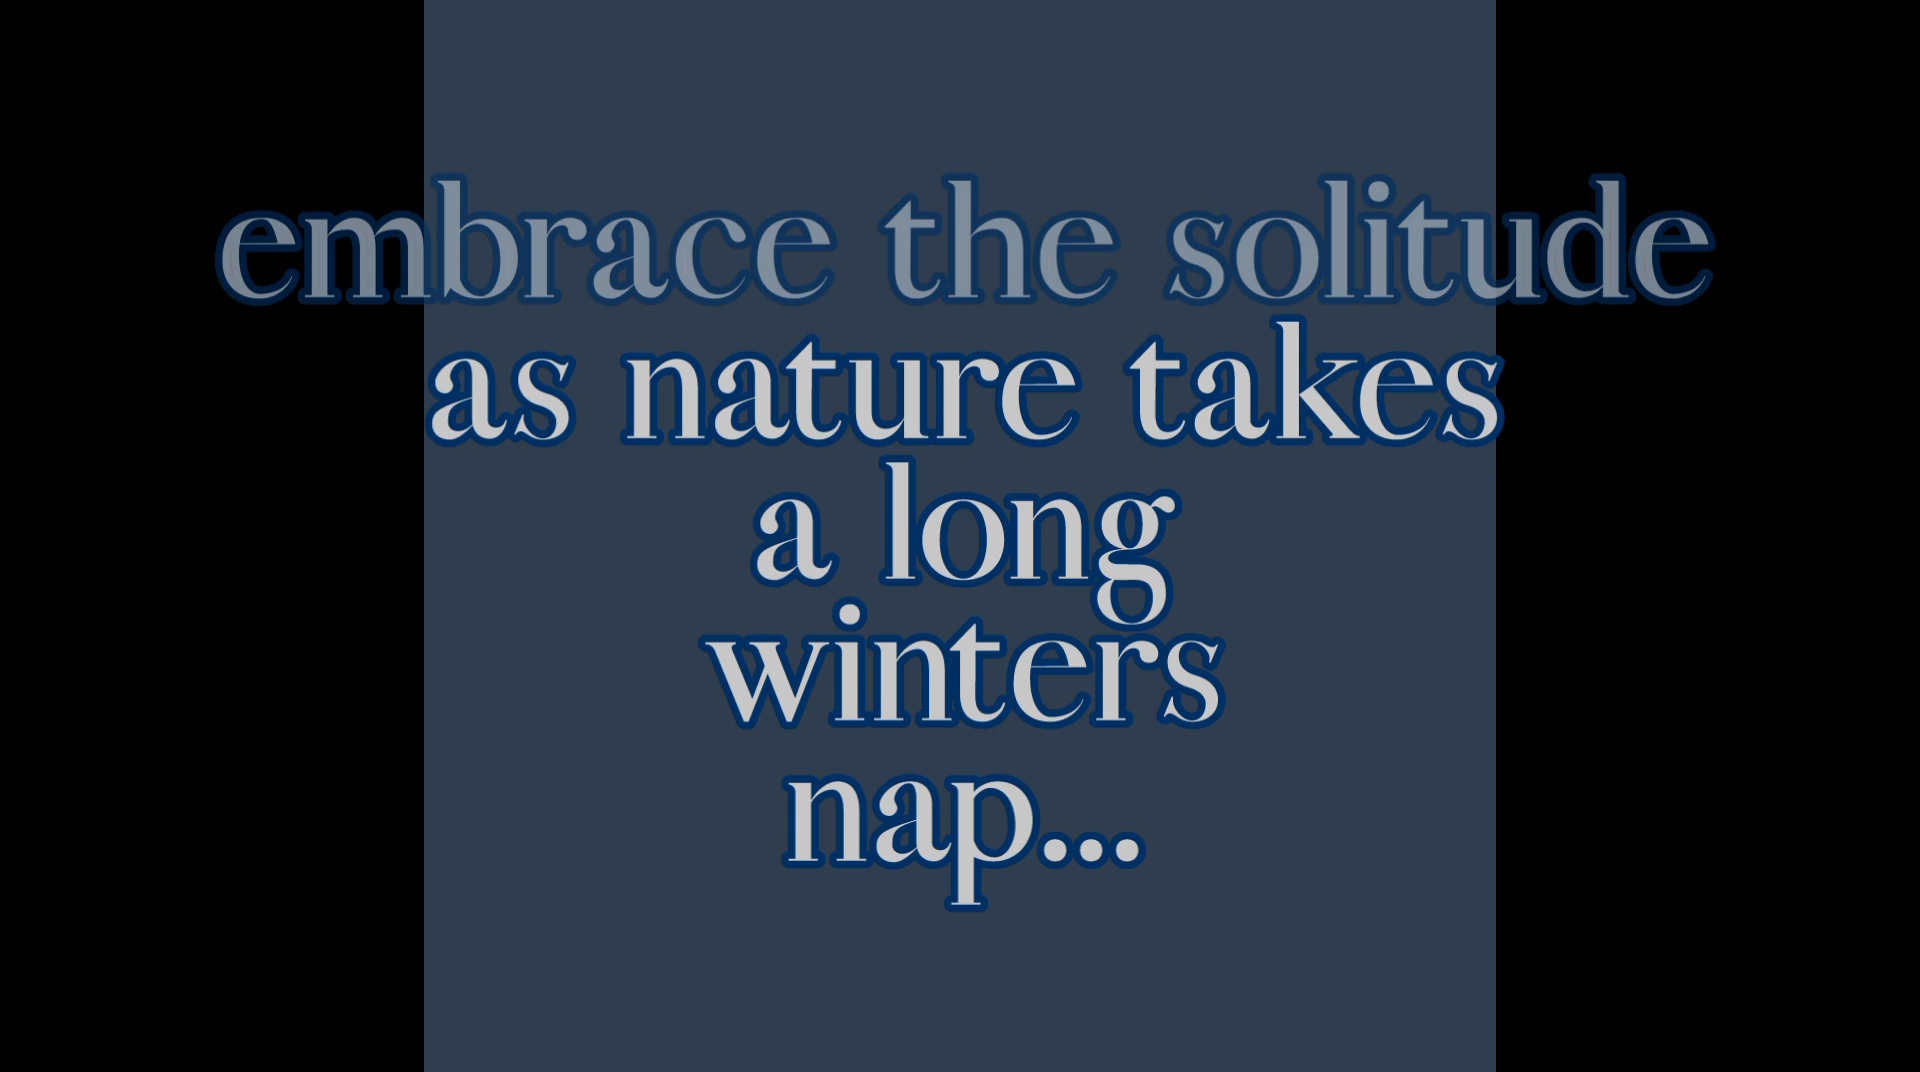 embrace the solitude
as nature takes
a long
winters
nap...